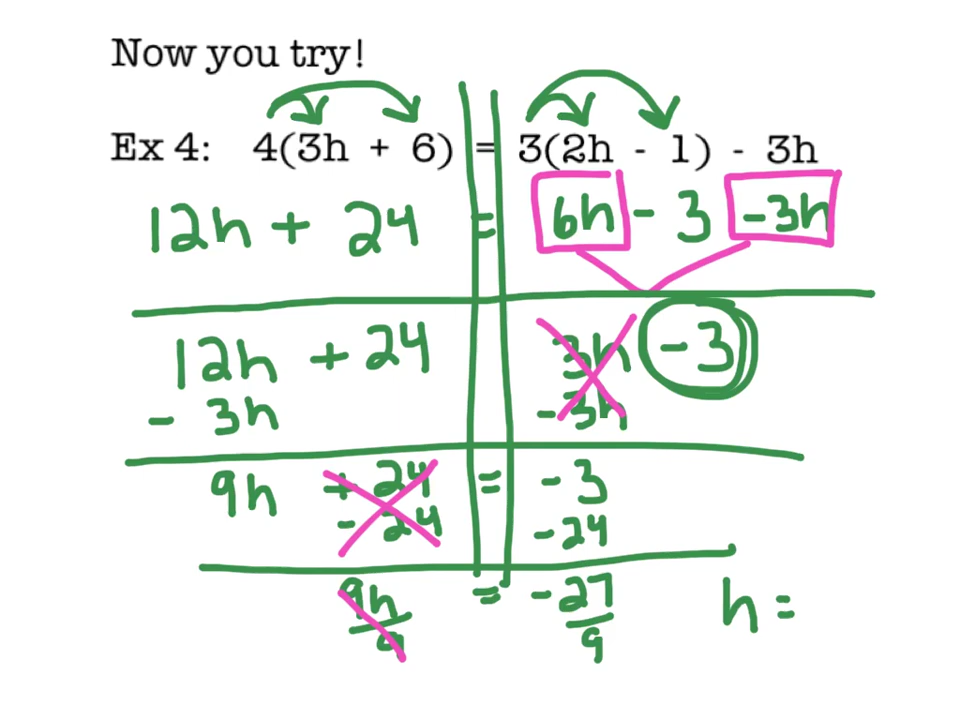 Now you try!
Ex 4: 4(3h + 6) = 3(2h - 1) - 3h
12h + 24 = 6h - 3 -3h
12h + 24 3h -3
- 3h -3h
9h + 24 = -3
- 24 -24
9h/9 = -27/9 h =